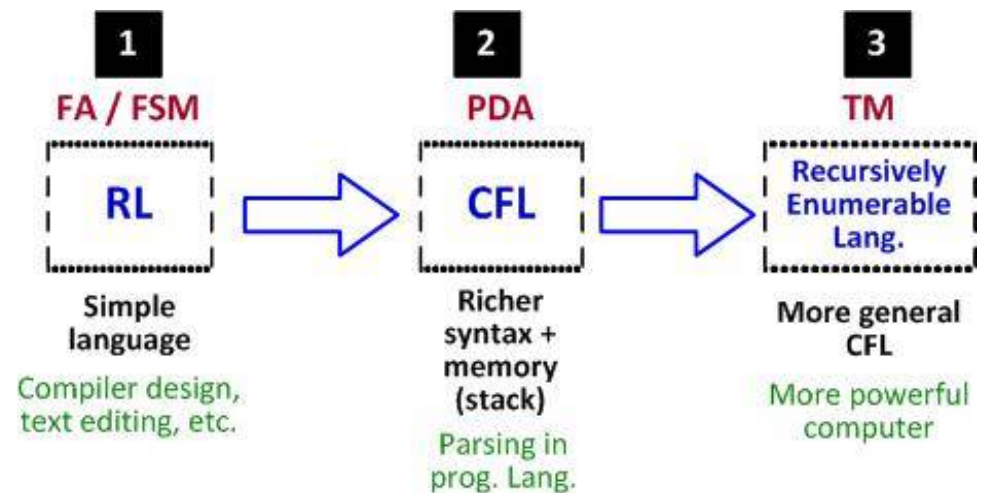 1
FA / FSM
RL
Simple
language
Compiler design,
text editing, etc.
2
PDA
CFL
Richer
syntax +
memory
(stack)
Parsing in
prog. Lang.
3
TM
Recursively
Enumerable
Lang.
More general
CFL
More powerful
computer